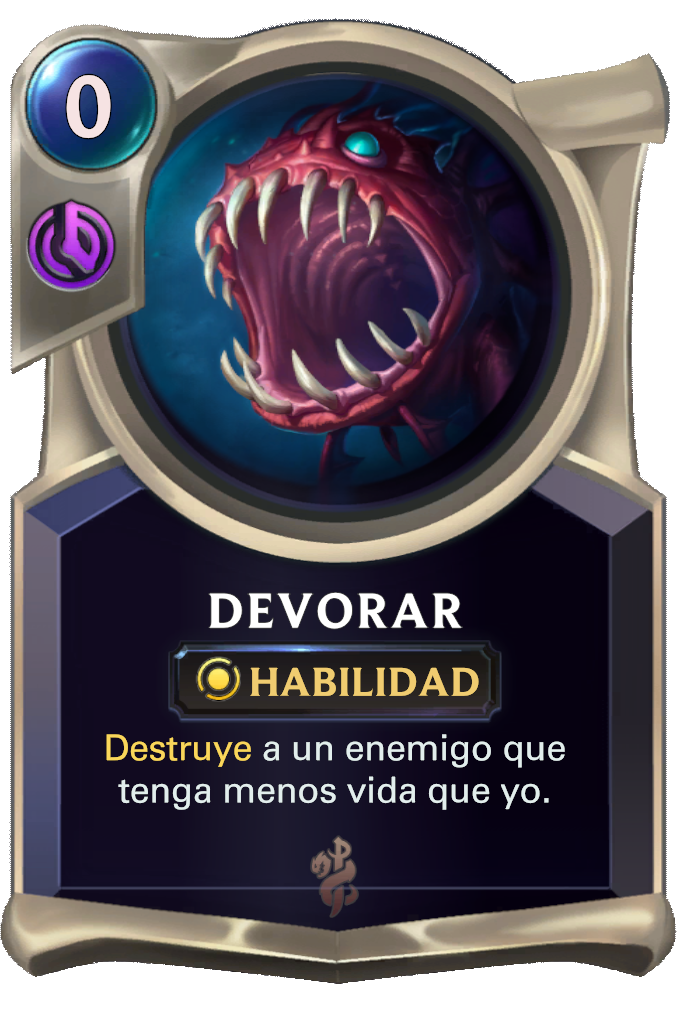 0
DEVORAR
HABILIDAD
Destruye a un enemigo que
tenga menos vida que yo.